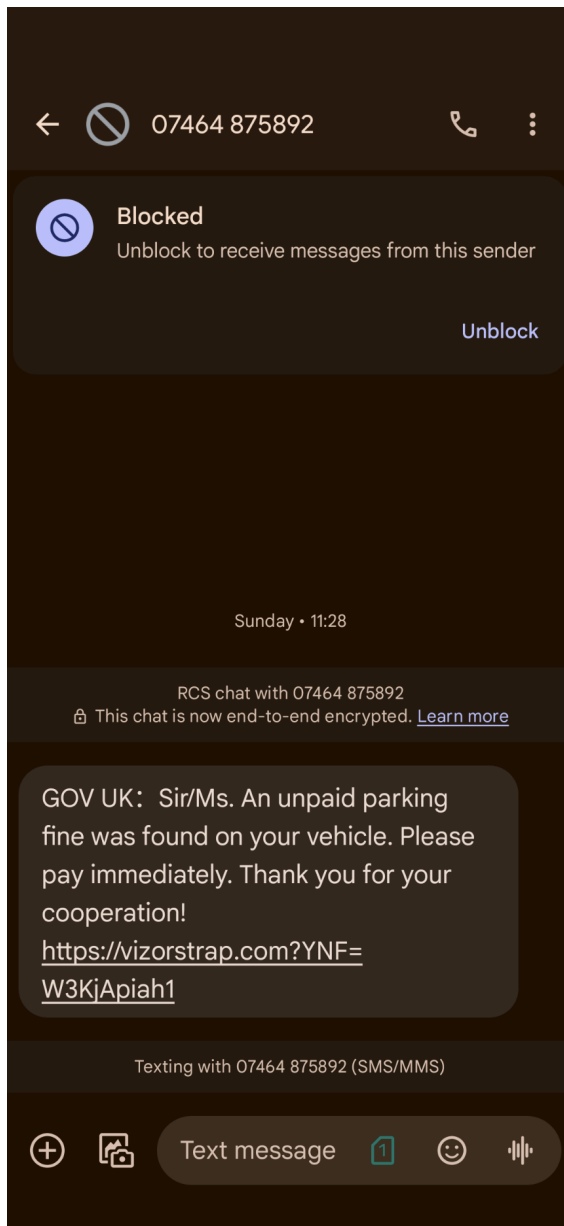 07464 875892
Blocked
Unblock to receive messages from this sender
Unblock
Sunday • 11:28
RCS chat with 07464 875892
This chat is now end-to-end encrypted. Learn more
GOV UK：Sir/Ms. An unpaid parking
fine was found on your vehicle. Please
pay immediately. Thank you for your
cooperation!
https://vizorstrap.com?YNF=
W3KjApiah1
Texting with 07464 875892 (SMS/MMS)
Text message 1